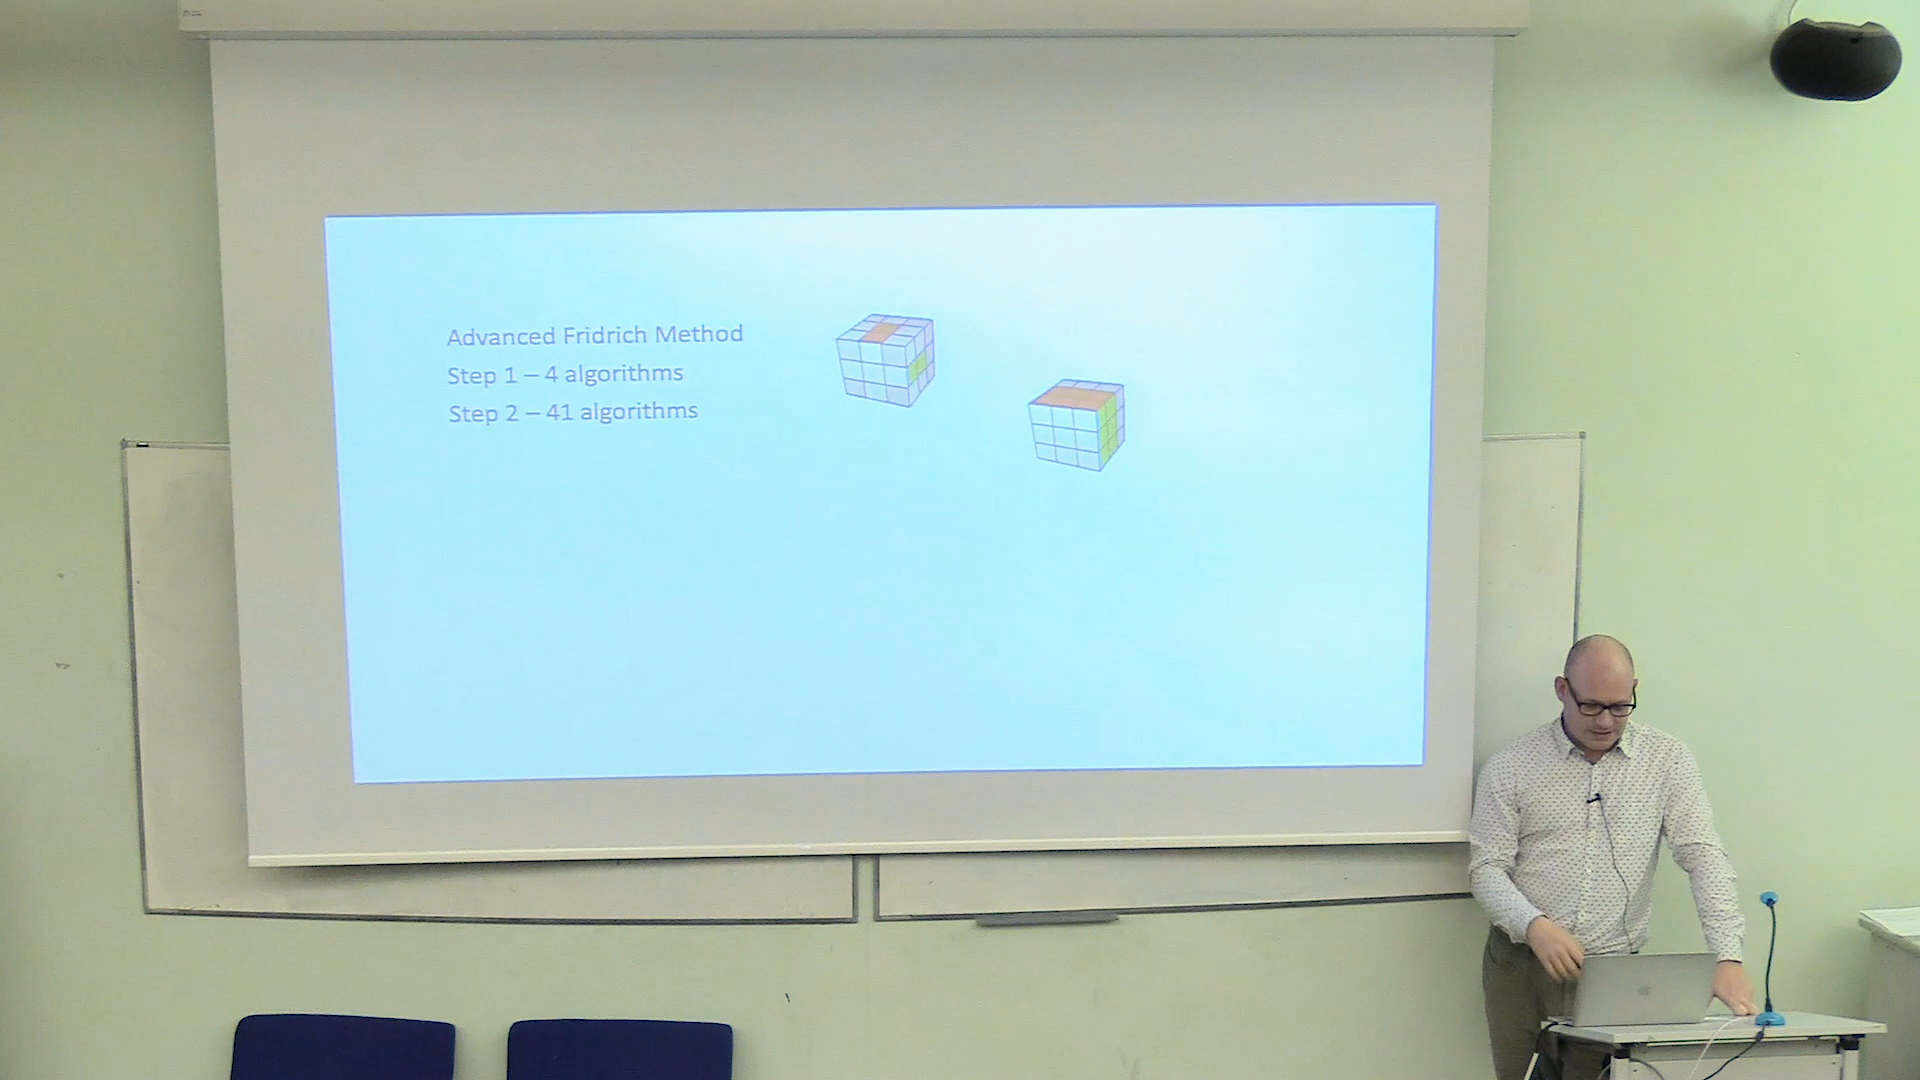 Advanced Fridrich Method
Step 1 – 4 algorithms
Step 2 – 41 algorithms